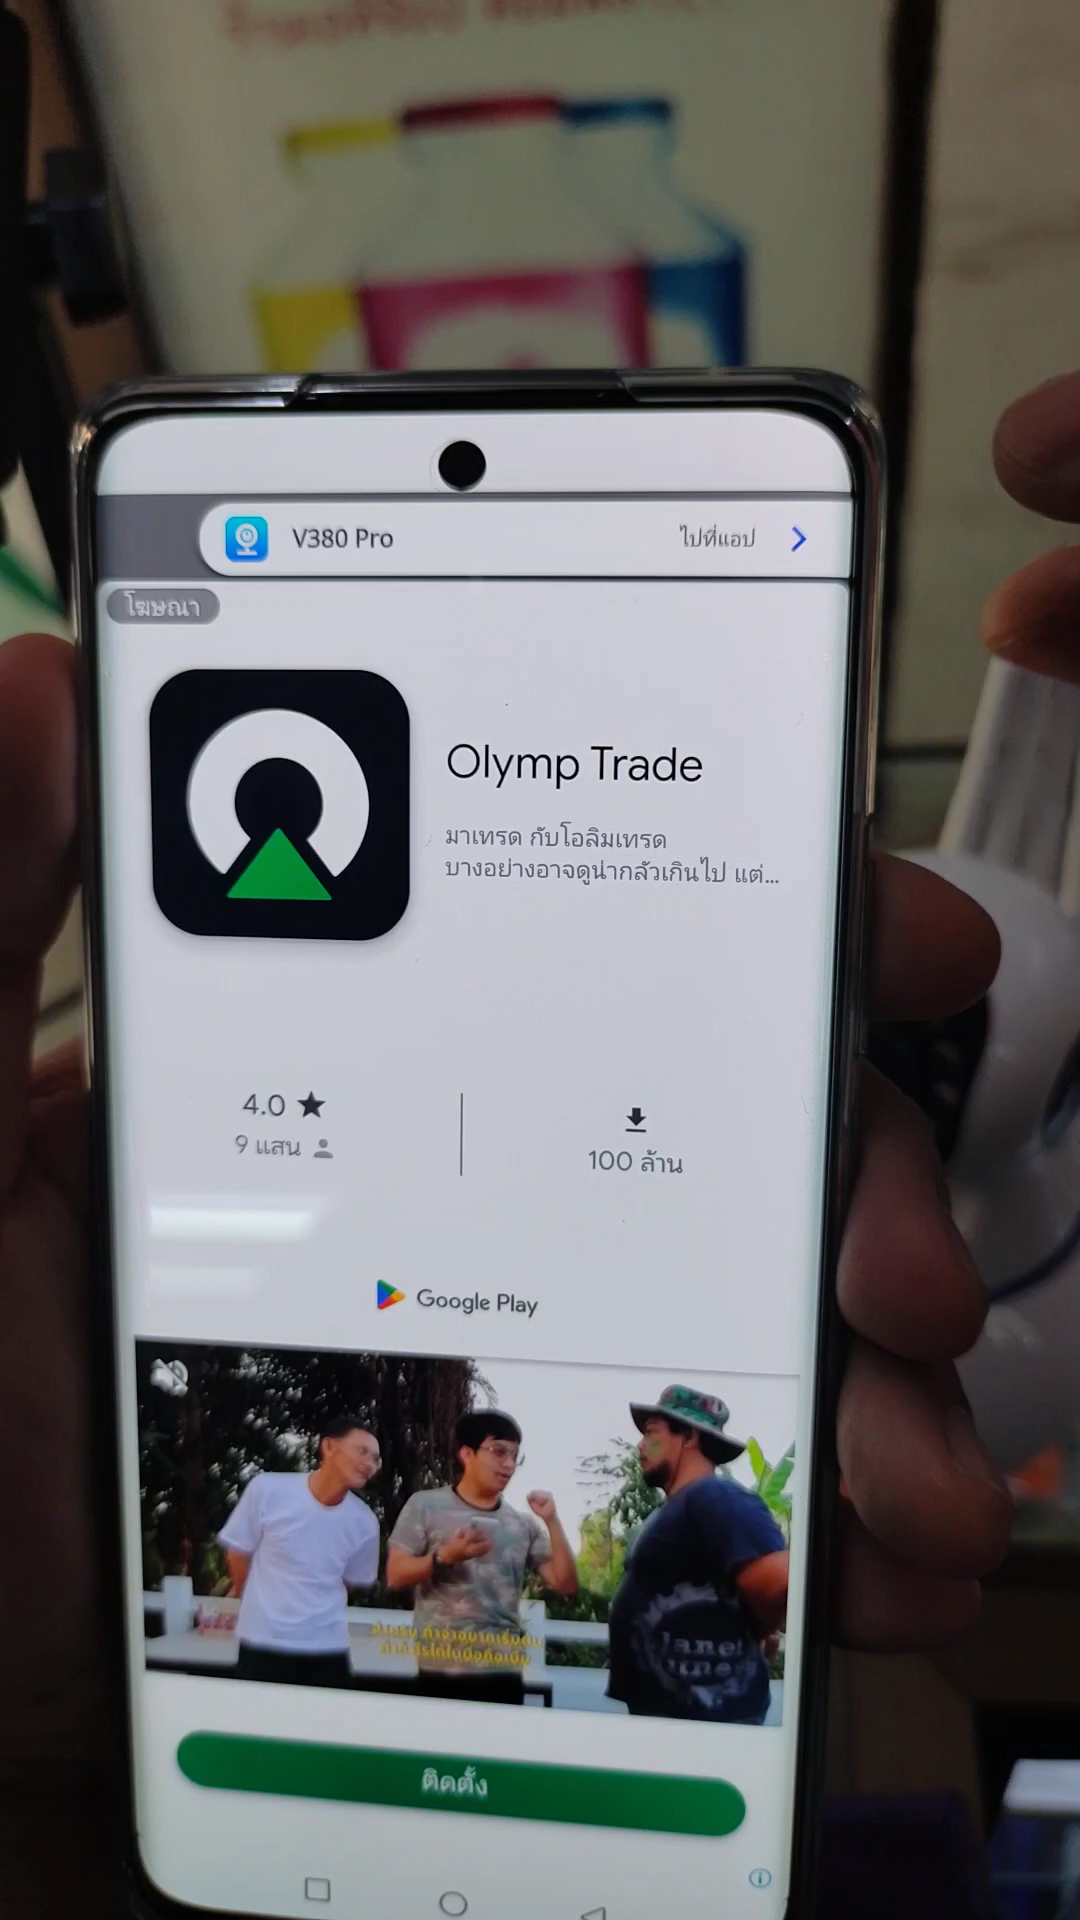 V380 Pro
ไปที่แอป
โฆษณา
Olymp Trade
มาเทรด กับโอลิมเทรด
บางอย่างอาจดูน่ากลัวเกินไป แต่...
4.0 ★
9 แสน
100 ล้าน
Google Play
ติดตั้ง